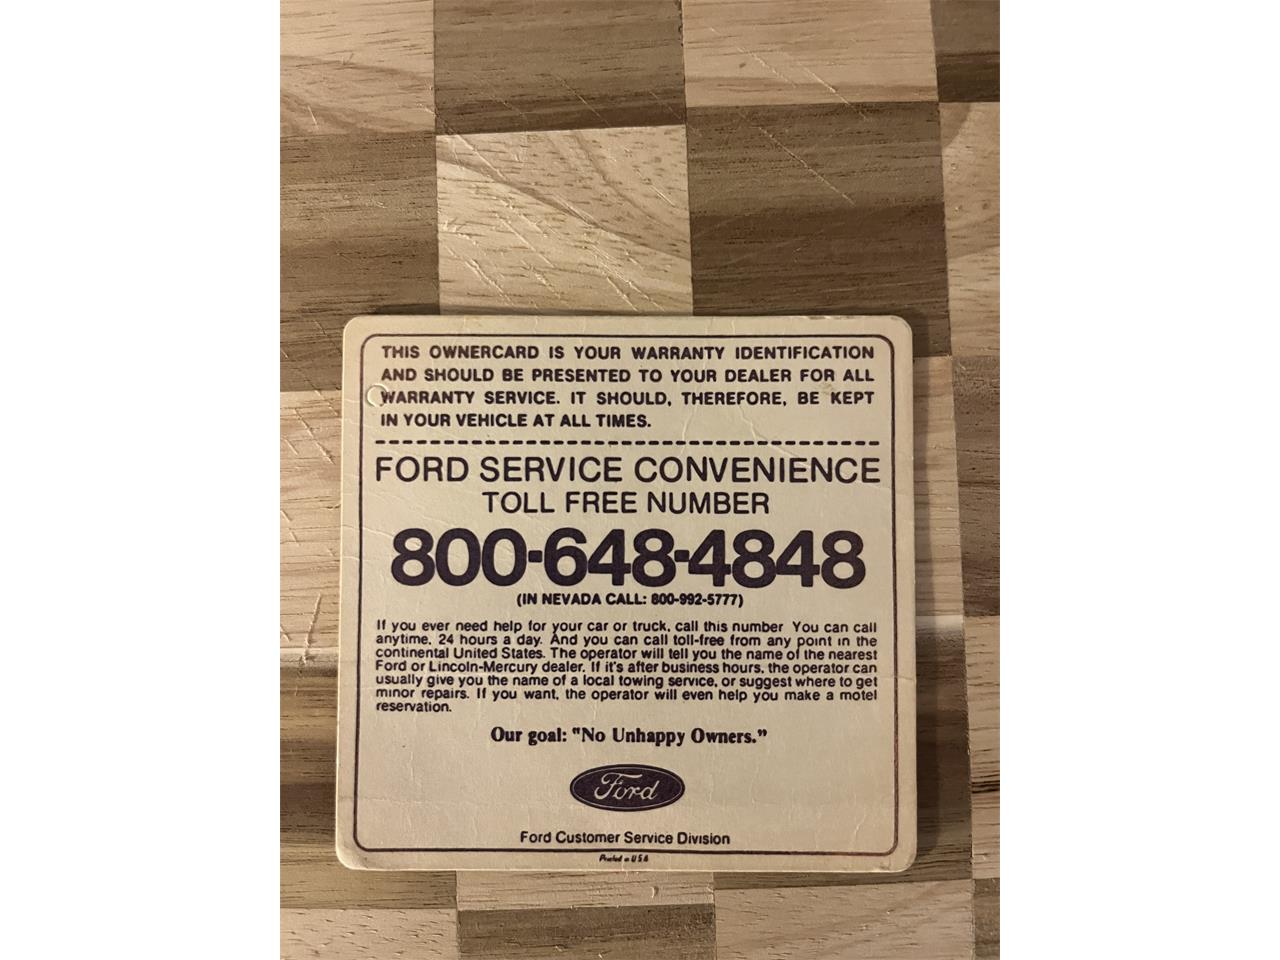 THIS OWNERCARD IS YOUR WARRANTY IDENTIFICATION
AND SHOULD BE PRESENTED TO YOUR DEALER FOR ALL
WARRANTY SERVICE. IT SHOULD, THEREFORE, BE KEPT
IN YOUR VEHICLE AT ALL TIMES.
FORD SERVICE CONVENIENCE
TOLL FREE NUMBER
800-648-4848
(IN NEVADA CALL: 800-992-5777)
If you ever need help for your car or truck, call this number. You can call
anytime, 24 hours a day. And you can call toll-free from any point in the
continental United States. The operator will tell you the name of the nearest
Ford or Lincoln-Mercury dealer. If it's after business hours, the operator can
usually give you the name of a local towing service, or suggest where to get
minor repairs. If you want, the operator will even help you make a motel
reservation.
Our goal: "No Unhappy Owners."
Ford
Ford Customer Service Division
Printed in U S A